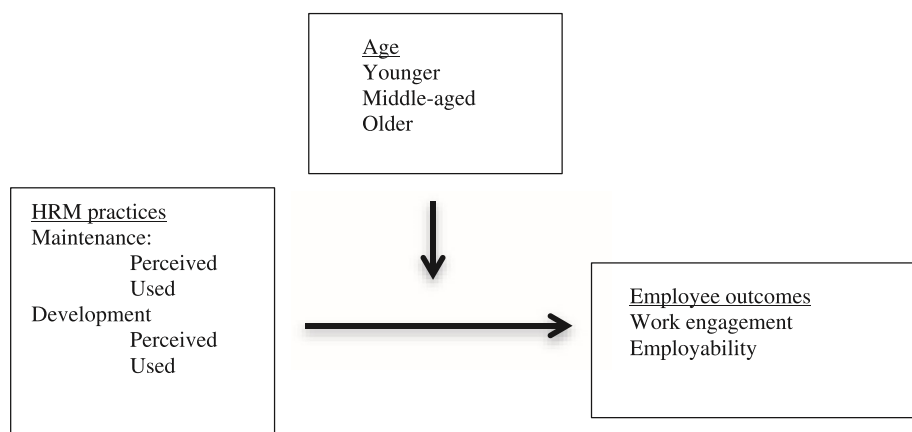 Age
Younger
Middle-aged
Older
HRM practices
Maintenance:
Perceived
Used
Development
Perceived
Used
Employee outcomes
Work engagement
Employability